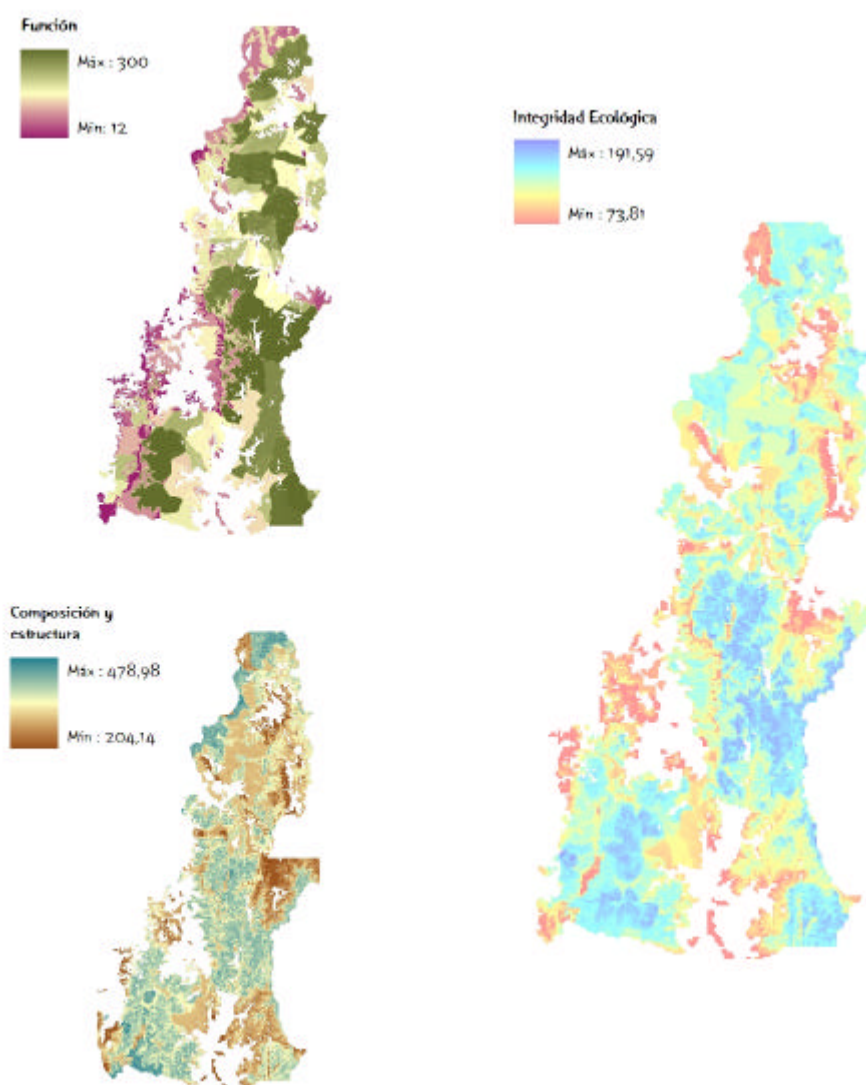 Función
Máx : 300
Mín: 12
Integridad Ecológica
Máx : 191,59
Mín : 73,81
Composición y
estructura
Máx : 478,98
Mín : 204,14